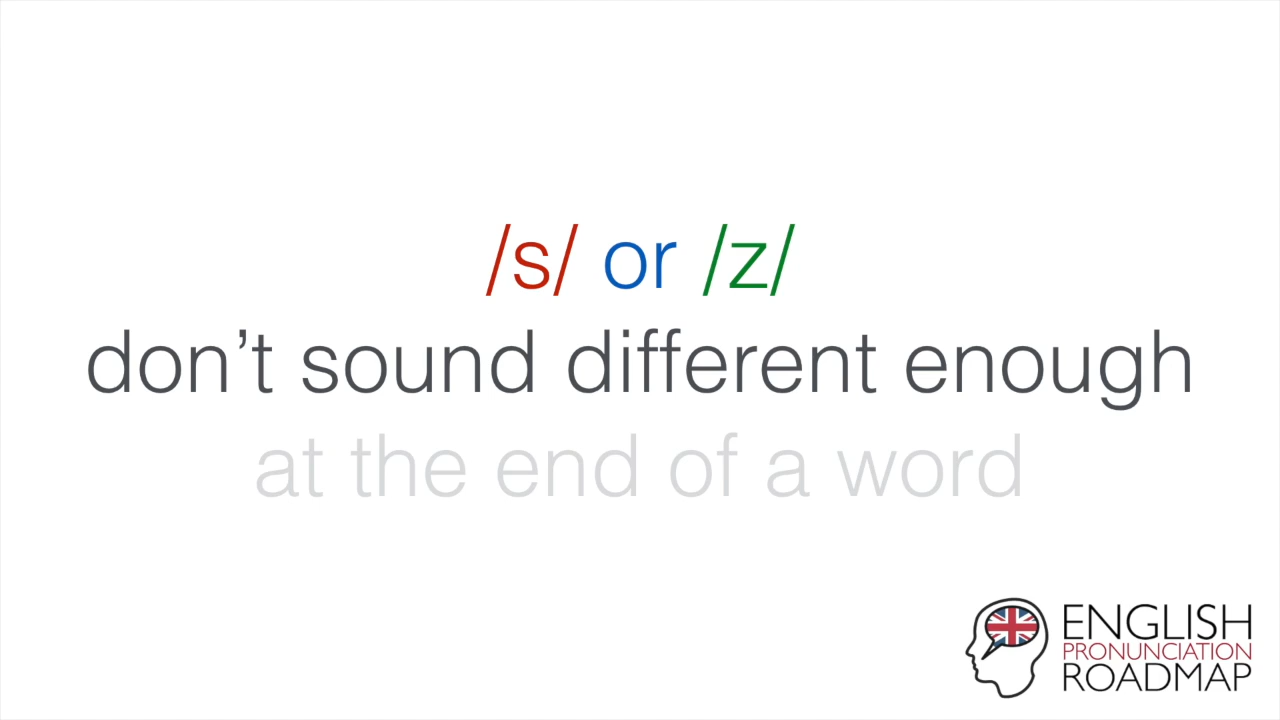 /s/ or /z/
don’t sound different enough
at the end of a word
ENGLISH
PRONUNCIATION
ROADMAP